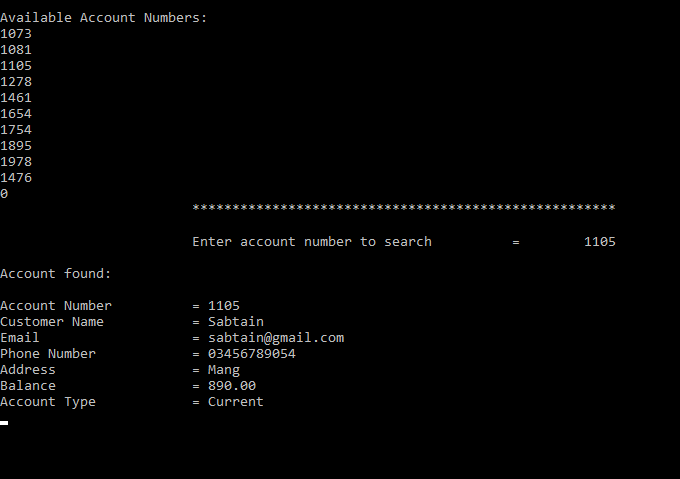 Available Account Numbers:
1073
1081
1105
1278
1461
1654
1754
1895
1978
1476
0
*****************************************************
Enter account number to search = 1105
Account found:
Account Number = 1105
Customer Name = Sabtain
Email = sabtain@gmail.com
Phone Number = 03456789054
Address = Mang
Balance = 890.00
Account Type = Current